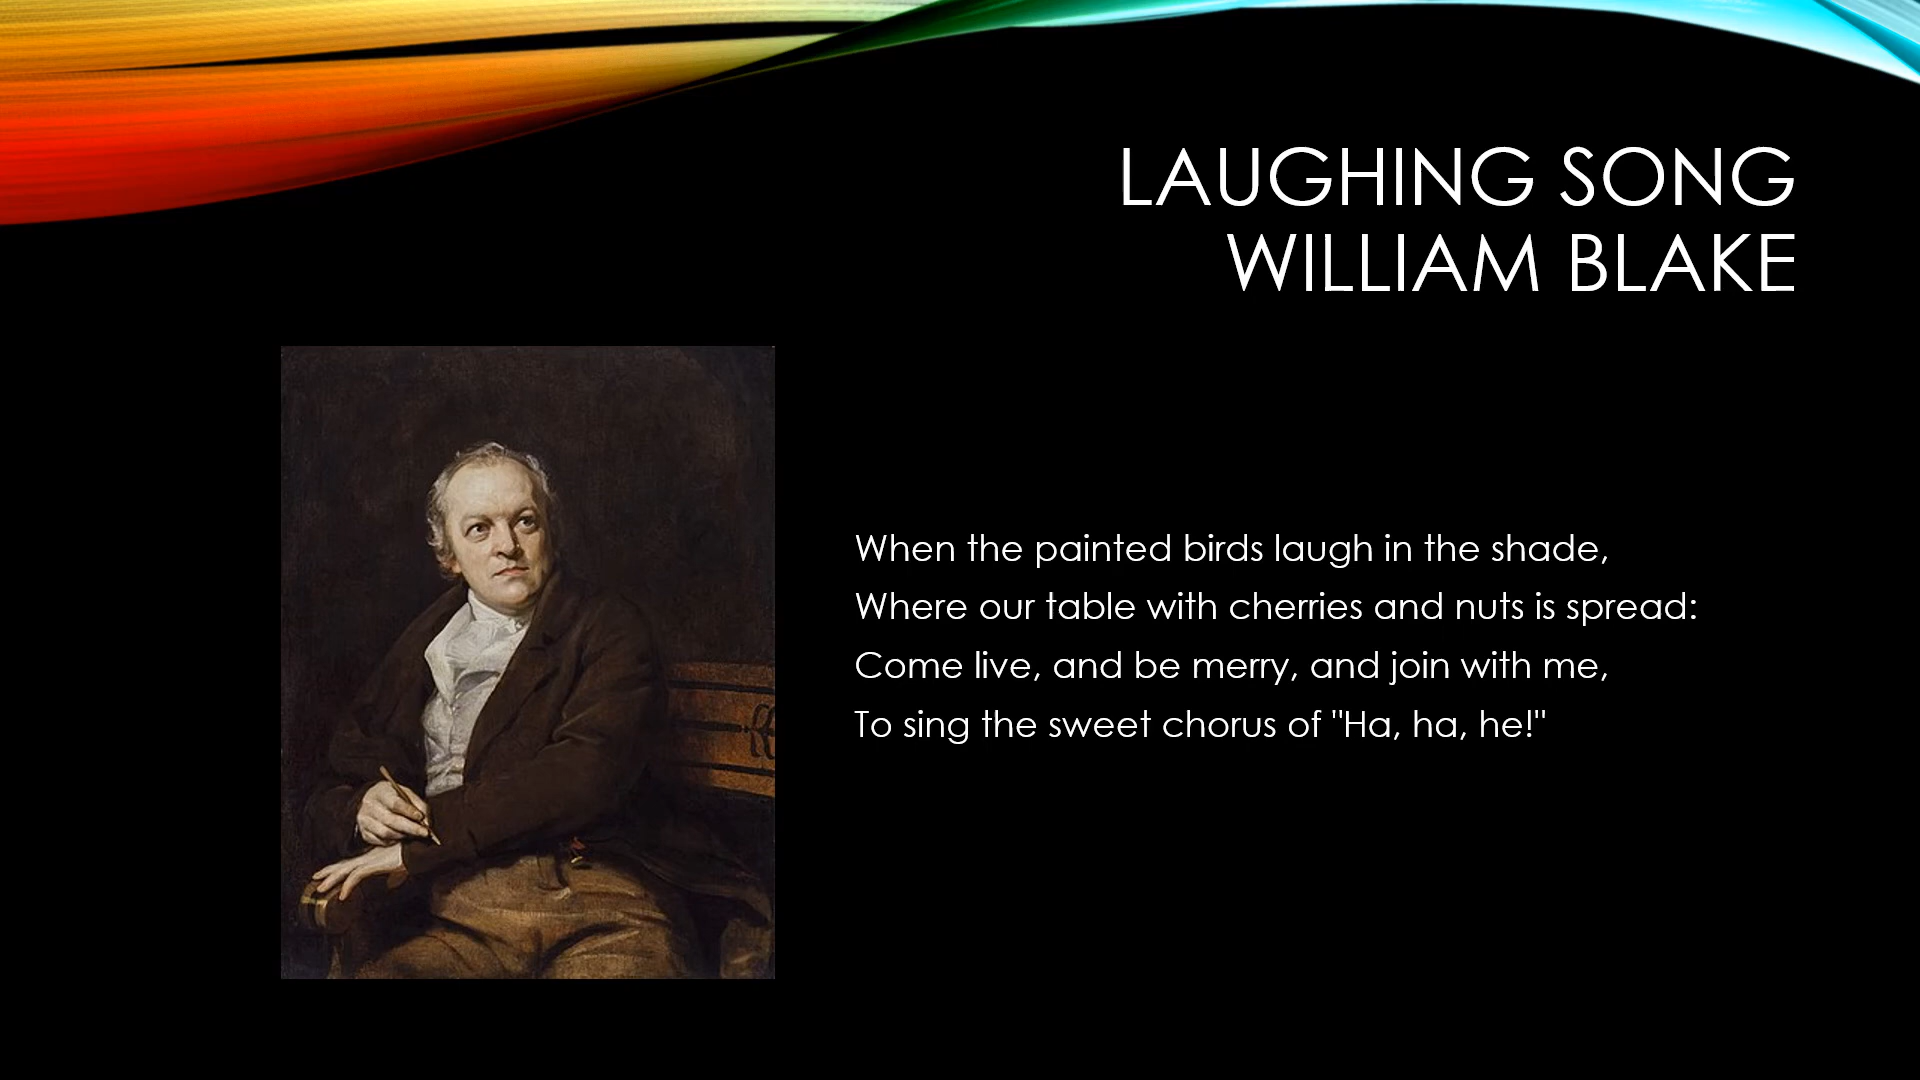 LAUGHING SONG
WILLIAM BLAKE
When the painted birds laugh in the shade,
Where our table with cherries and nuts is spread:
Come live, and be merry, and join with me,
To sing the sweet chorus of "Ha, ha, he!"